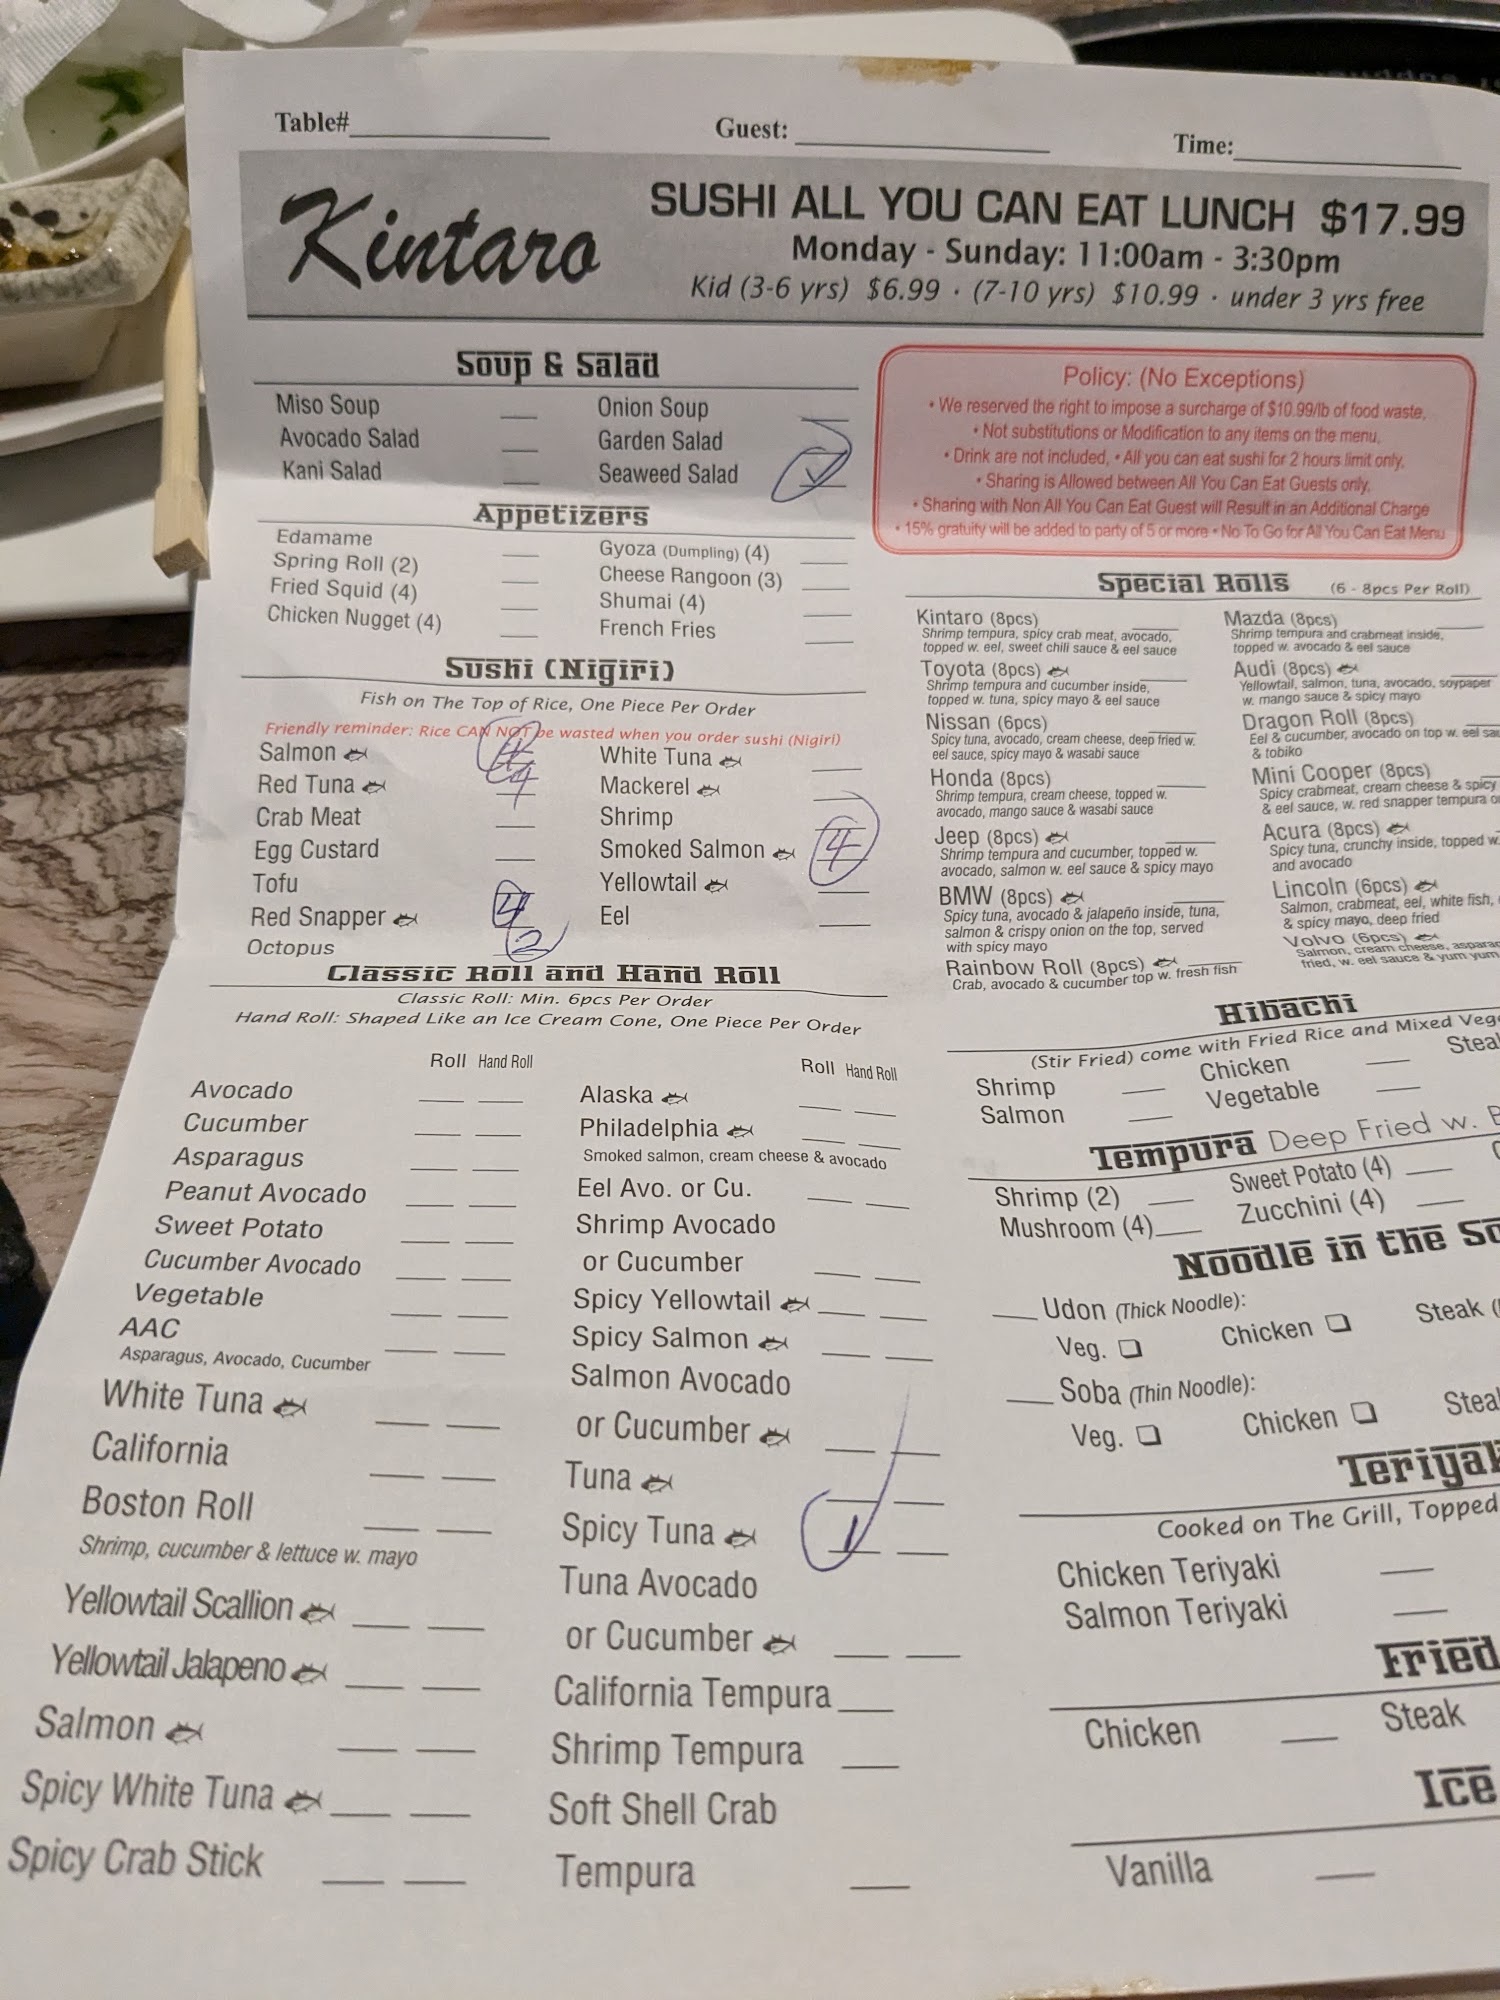 Table#
Guest:
Time:
Kintaro
SUSHI ALL YOU CAN EAT LUNCH $17.99
Monday - Sunday: 11:00am - 3:30pm
Kid (3-6 yrs) $6.99 · (7-10 yrs) $10.99 · under 3 yrs free
Soup & Salad
Miso Soup
Onion Soup
Avocado Salad
Garden Salad
Kani Salad
Seaweed Salad ✓
Appetizers
Edamame
Gyoza (Dumpling) (4)
Spring Roll (2)
Cheese Rangoon (3)
Fried Squid (4)
Shumai (4)
Chicken Nugget (4)
French Fries
Sushi (Nigiri)
Fish on The Top of Rice, One Piece Per Order
Friendly reminder: Rice CAN NOT be wasted when you order sushi (Nigiri)
Salmon 4
White Tuna
Red Tuna 4
Mackerel
Crab Meat
Shrimp
Egg Custard
Smoked Salmon 4
Tofu
Yellowtail
Red Snapper 4
Eel
Octopus 2
Classic Roll and Hand Roll
Classic Roll: Min. 6pcs Per Order
Hand Roll: Shaped Like an Ice Cream Cone, One Piece Per Order
Roll Hand Roll
Avocado
Cucumber
Asparagus
Peanut Avocado
Sweet Potato
Cucumber Avocado
Vegetable
AAC
Asparagus, Avocado, Cucumber
White Tuna
California
Boston Roll
Shrimp, cucumber & lettuce w. mayo
Yellowtail Scallion
Yellowtail Jalapeno
Salmon
Spicy White Tuna
Spicy Crab Stick
Roll Hand Roll
Alaska
Philadelphia
Smoked salmon, cream cheese & avocado
Eel Avo. or Cu.
Shrimp Avocado
or Cucumber
Spicy Yellowtail
Spicy Salmon
Salmon Avocado
or Cucumber
Tuna
Spicy Tuna 1
Tuna Avocado
or Cucumber
California Tempura
Shrimp Tempura
Soft Shell Crab
Tempura
Policy: (No Exceptions)
• We reserved the right to impose a surcharge of $10.99/lb of food waste,
• Not substitutions or Modification to any items on the menu,
• Drink are not included, • All you can eat sushi for 2 hours limit only,
• Sharing is Allowed between All You Can Eat Guests only,
• Sharing with Non All You Can Eat Guest will Result in an Additional Charge
• 15% gratuity will be added to party of 5 or more • No To Go for All You Can Eat Menu
Special Rolls (6 - 8pcs Per Roll)
Kintaro (8pcs)
Shrimp tempura, spicy crab meat, avocado,
topped w. eel, sweet chili sauce & eel sauce
Toyota (8pcs)
Shrimp tempura and cucumber inside,
topped w. tuna, spicy mayo & eel sauce
Nissan (6pcs)
Spicy tuna, avocado, cream cheese, deep fried w.
eel sauce, spicy mayo & wasabi sauce
Honda (8pcs)
Shrimp tempura, cream cheese, topped w.
avocado, mango sauce & wasabi sauce
Jeep (8pcs)
Shrimp tempura and cucumber, topped w.
avocado, salmon w. eel sauce & spicy mayo
BMW (8pcs)
Spicy tuna, avocado & jalapeño inside, tuna,
salmon & crispy onion on the top, served
with spicy mayo
Rainbow Roll (8pcs)
Crab, avocado & cucumber top w. fresh fish
Mazda (8pcs)
Shrimp tempura and crabmeat inside,
topped w. avocado & eel sauce
Audi (8pcs)
Yellowtail, salmon, tuna, avocado, soypaper
w. mango sauce & spicy mayo
Dragon Roll (8pcs)
Eel & cucumber, avocado on top w. eel sau
& tobiko
Mini Cooper (8pcs)
Spicy crabmeat, cream cheese & spicy
& eel sauce, w. red snapper tempura o
Acura (8pcs)
Spicy tuna, crunchy inside, topped w.
and avocado
Lincoln (6pcs)
Salmon, crabmeat, eel, white fish,
& spicy mayo, deep fried
Volvo (6pcs)
Salmon, cream cheese, aspara
fried, w. eel sauce & yum yum
Hibachi
(Stir Fried) come with Fried Rice and Mixed Veg
Shrimp
Chicken
Steak
Salmon
Vegetable
Tempura Deep Fried w. B
Shrimp (2)
Sweet Potato (4)
Mushroom (4)
Zucchini (4)
Noodle in the So
Udon (Thick Noodle):
Veg. ❏ Chicken ❏ Steak (
Soba (Thin Noodle):
Veg. ❏ Chicken ❏ Steak
Teriyak
Cooked on The Grill, Topped
Chicken Teriyaki
Salmon Teriyaki
Fried
Chicken
Steak
Ice
Vanilla